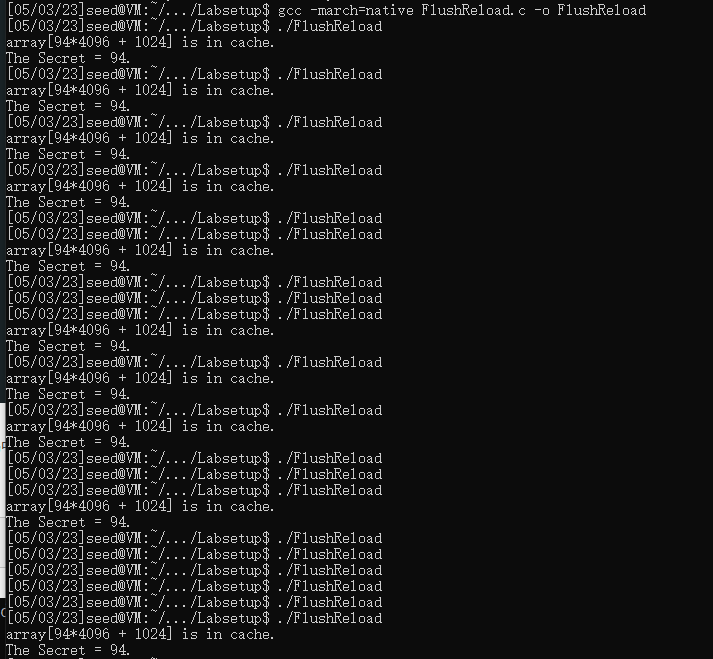 [05/03/23]seed@VM:~/.../Labsetup$ gcc -march=native FlushReload.c -o FlushReload
[05/03/23]seed@VM:~/.../Labsetup$ ./FlushReload
array[94*4096 + 1024] is in cache.
The Secret = 94.
[05/03/23]seed@VM:~/.../Labsetup$ ./FlushReload
array[94*4096 + 1024] is in cache.
The Secret = 94.
[05/03/23]seed@VM:~/.../Labsetup$ ./FlushReload
array[94*4096 + 1024] is in cache.
The Secret = 94.
[05/03/23]seed@VM:~/.../Labsetup$ ./FlushReload
array[94*4096 + 1024] is in cache.
The Secret = 94.
[05/03/23]seed@VM:~/.../Labsetup$ ./FlushReload
[05/03/23]seed@VM:~/.../Labsetup$ ./FlushReload
array[94*4096 + 1024] is in cache.
The Secret = 94.
[05/03/23]seed@VM:~/.../Labsetup$ ./FlushReload
[05/03/23]seed@VM:~/.../Labsetup$ ./FlushReload
[05/03/23]seed@VM:~/.../Labsetup$ ./FlushReload
array[94*4096 + 1024] is in cache.
The Secret = 94.
[05/03/23]seed@VM:~/.../Labsetup$ ./FlushReload
array[94*4096 + 1024] is in cache.
The Secret = 94.
[05/03/23]seed@VM:~/.../Labsetup$ ./FlushReload
array[94*4096 + 1024] is in cache.
The Secret = 94.
[05/03/23]seed@VM:~/.../Labsetup$ ./FlushReload
[05/03/23]seed@VM:~/.../Labsetup$ ./FlushReload
[05/03/23]seed@VM:~/.../Labsetup$ ./FlushReload
array[94*4096 + 1024] is in cache.
The Secret = 94.
[05/03/23]seed@VM:~/.../Labsetup$ ./FlushReload
[05/03/23]seed@VM:~/.../Labsetup$ ./FlushReload
[05/03/23]seed@VM:~/.../Labsetup$ ./FlushReload
[05/03/23]seed@VM:~/.../Labsetup$ ./FlushReload
[05/03/23]seed@VM:~/.../Labsetup$ ./FlushReload
[05/03/23]seed@VM:~/.../Labsetup$ ./FlushReload
array[94*4096 + 1024] is in cache.
The Secret = 94.